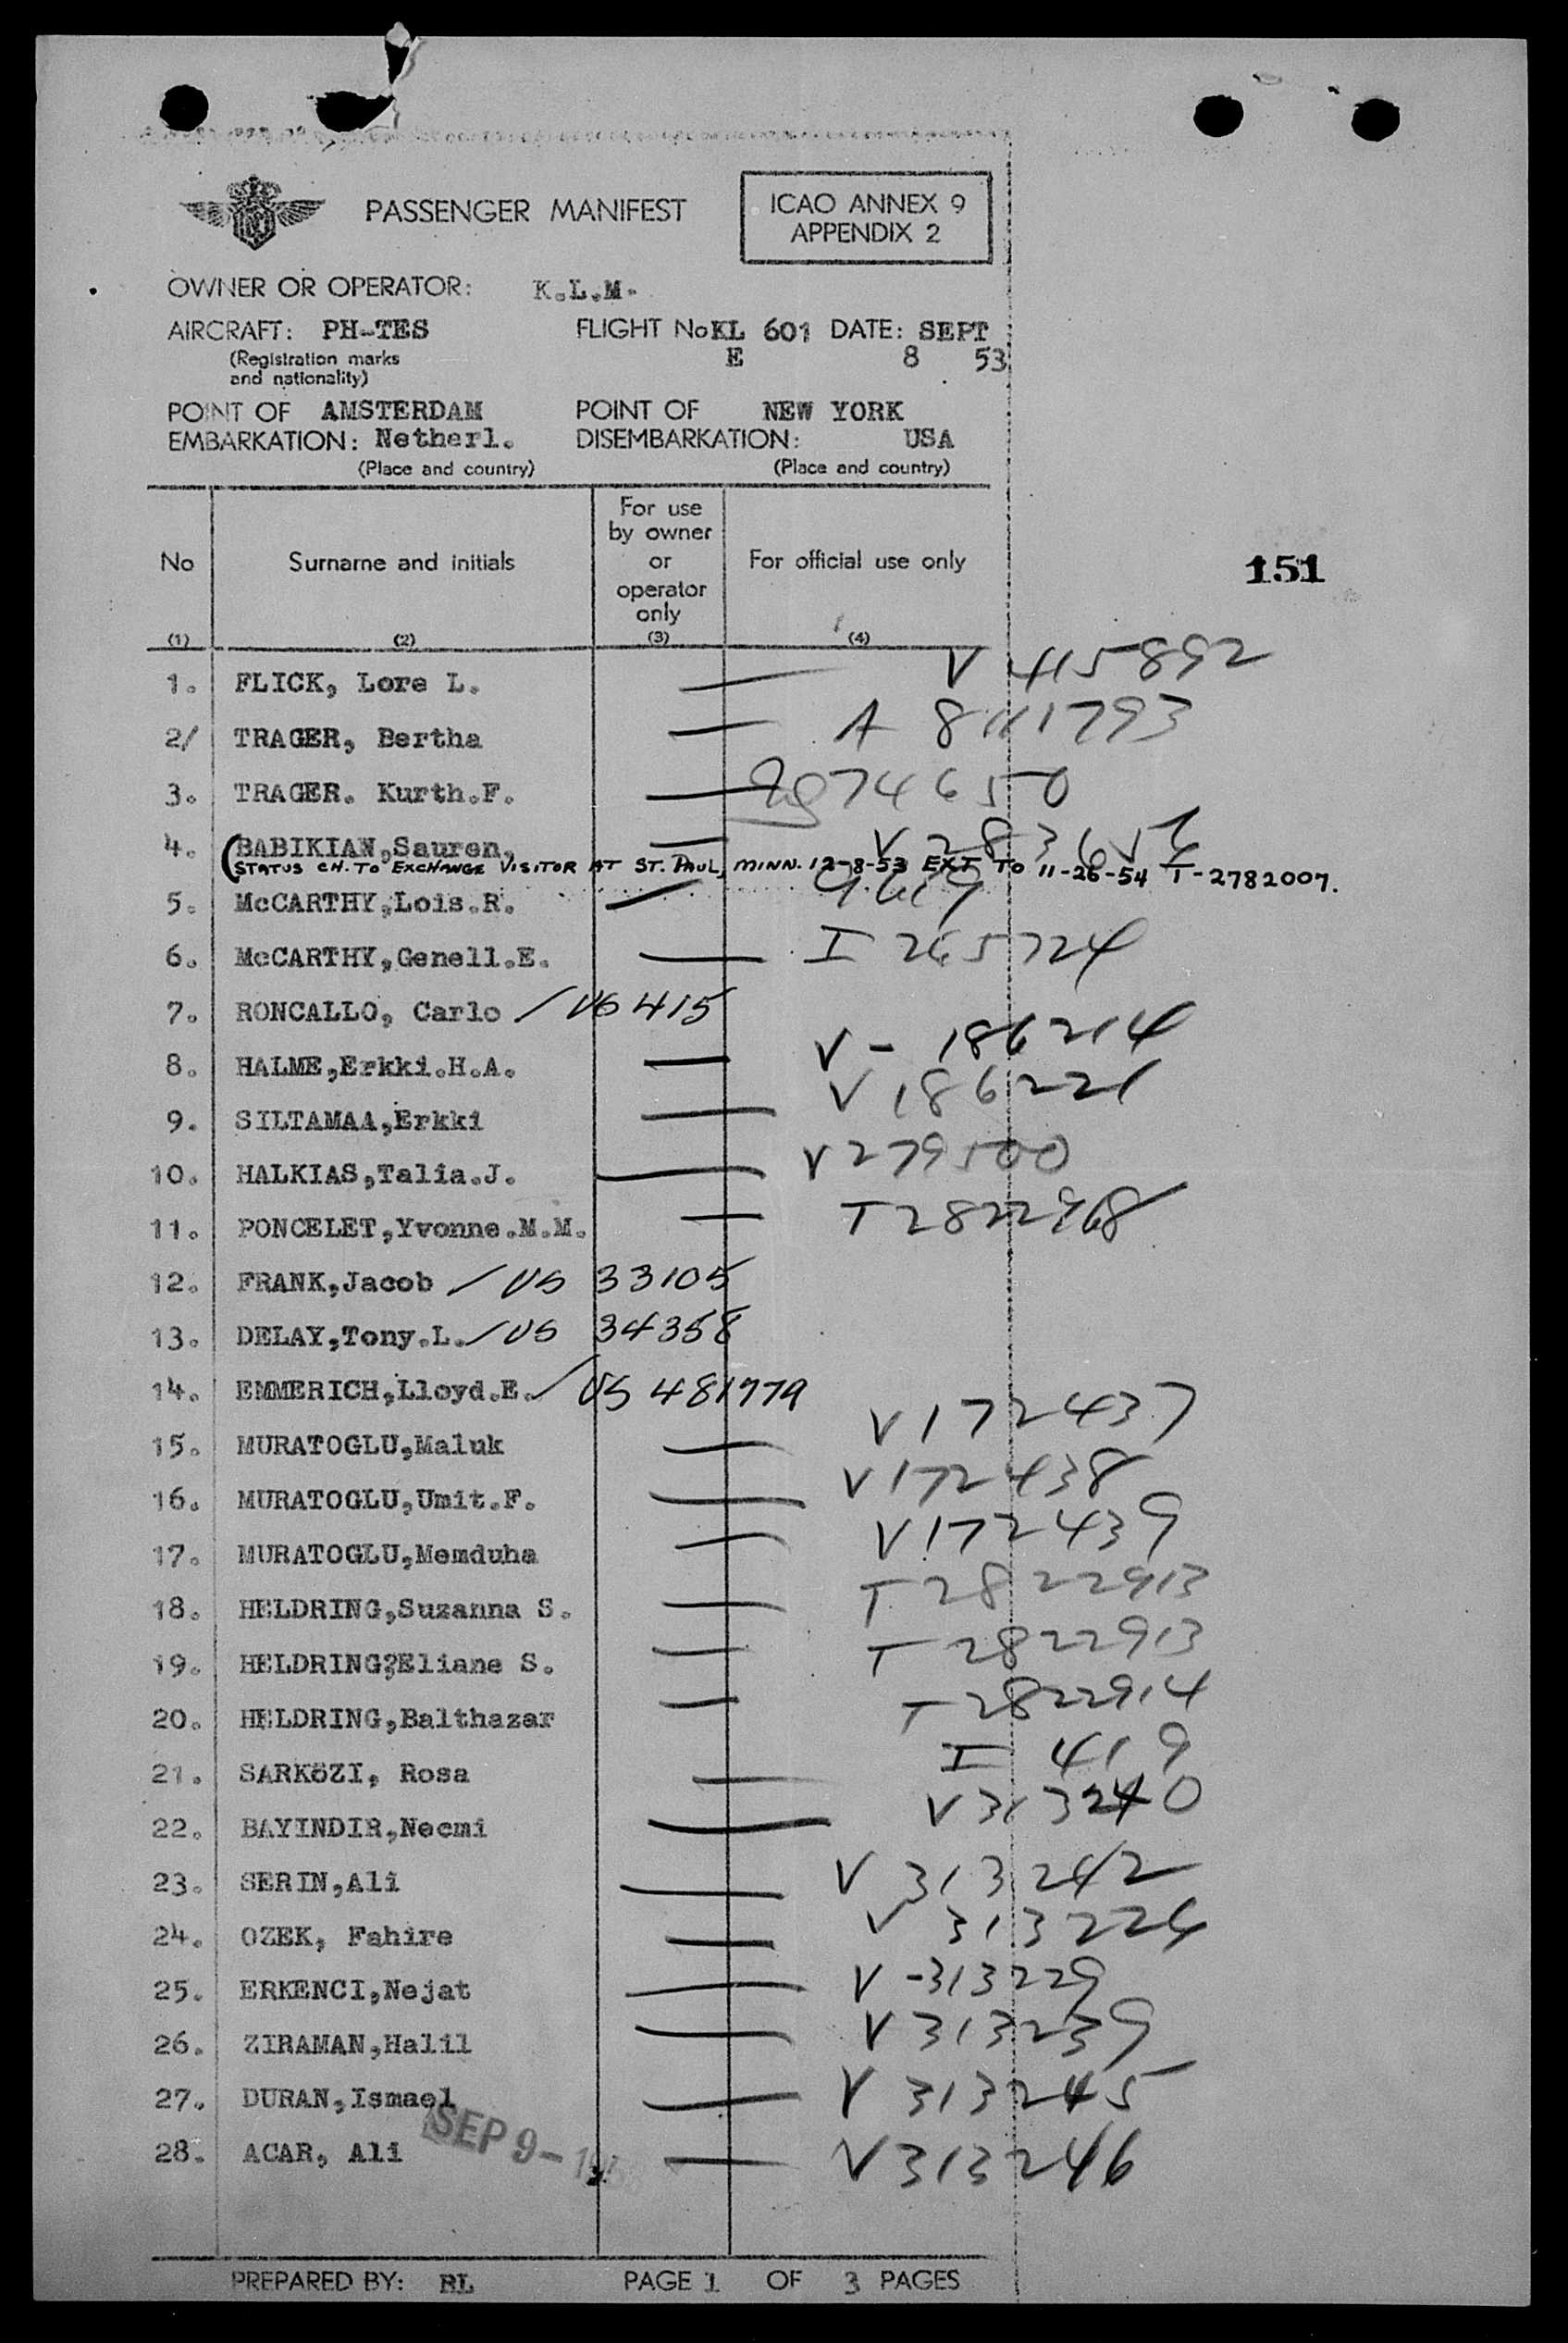 PASSENGER MANIFEST
ICAO ANNEX 9
APPENDIX 2
OWNER OR OPERATOR: K.L.M.
AIRCRAFT: PH-TES FLIGHT No KL 601 DATE: SEPT
(Registration marks E 8 53
and nationality)
POINT OF AMSTERDAM POINT OF NEW YORK
EMBARKATION: Netherl. DISEMBARKATION: USA
(Place and country) (Place and country)
For use
by owner
No Surname and initials or For official use only
operator
only
(1) (2) (3) (4)
151
V 415892
1. FLICK, Lore L. —
2/ TRAGER, Bertha — A 8111793
3. TRAGER. Kurth.F. — 74650
4. BABIKIAN,Sauren, —
(STATUS CH. TO EXCHANGE VISITOR AT ST. PAUL, MINN. 12-8-53 EXT TO 11-26-54 T-2782007.
5. McCARTHY,Lois.R. —
6. McCARTHY,Genell.E. — I 265724
7. RONCALLO, Carlo / US 415
V - 186214
8. HALME,Erkki.H.A. —
V 186221
9. SILTAMAA,Erkki —
V 279500
10. HALKIAS,Talia.J. —
11. PONCELET,Yvonne.M.M. — T 2822968
12. FRANK,Jacob / US 33105
13. DELAY,Tony.L. / US 34358
14. EMMERICH,Lloyd.E. / US 481779
V 172437
15. MURATOGLU,Maluk —
V 172438
16. MURATOGLU,Umit.F. —
V 172439
17. MURATOGLU,Memduha —
T 2822913
18. HELDRING,Suzanna S. —
T 2822913
19. HELDRING?Eliane S. —
T 2822914
20. HELDRING,Balthazar —
I 419
21. SARKöZI, Rosa —
V 313240
22. BAYINDIR,Necmi —
23. SERIN,Ali — V 313242
24. OZEK, Fahire — V 313224
25. ERKENCI,Nejat — V -313229
26. ZIRAMAN,Halil — V 313239
27. DURAN,Ismael — V 313245
SEP 9-
28. ACAR, Ali — V 313246
PREPARED BY: RL PAGE 1 OF 3 PAGES